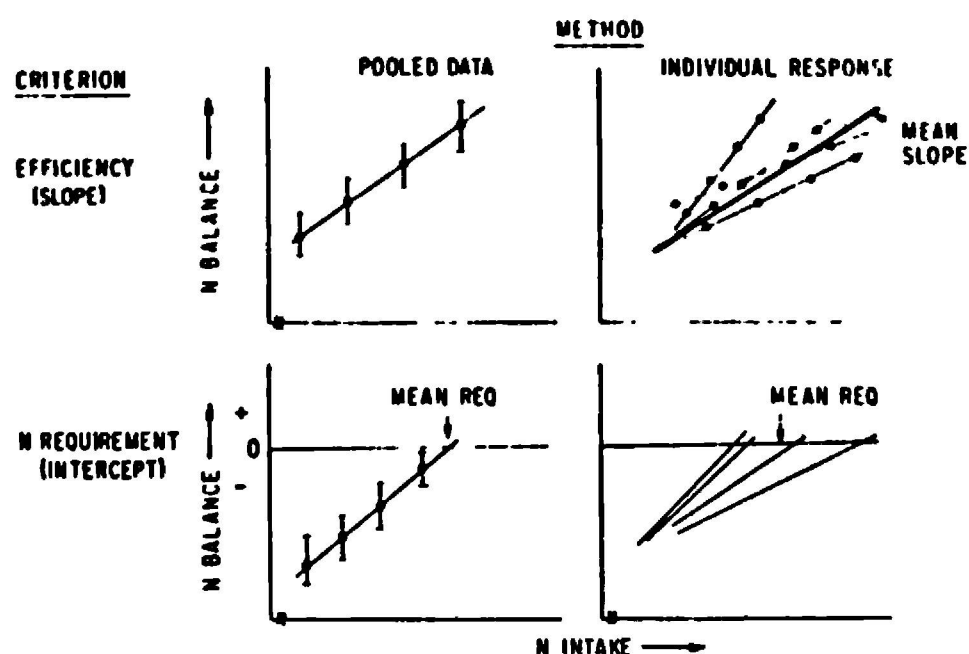 METHOD
CRITERION
POOLED DATA
INDIVIDUAL RESPONSE
EFFICIENCY
(SLOPE)
N BALANCE
MEAN
SLOPE
N REQUIREMENT
(INTERCEPT)
N BALANCE
+
0
-
MEAN REQ
MEAN REQ
N INTAKE